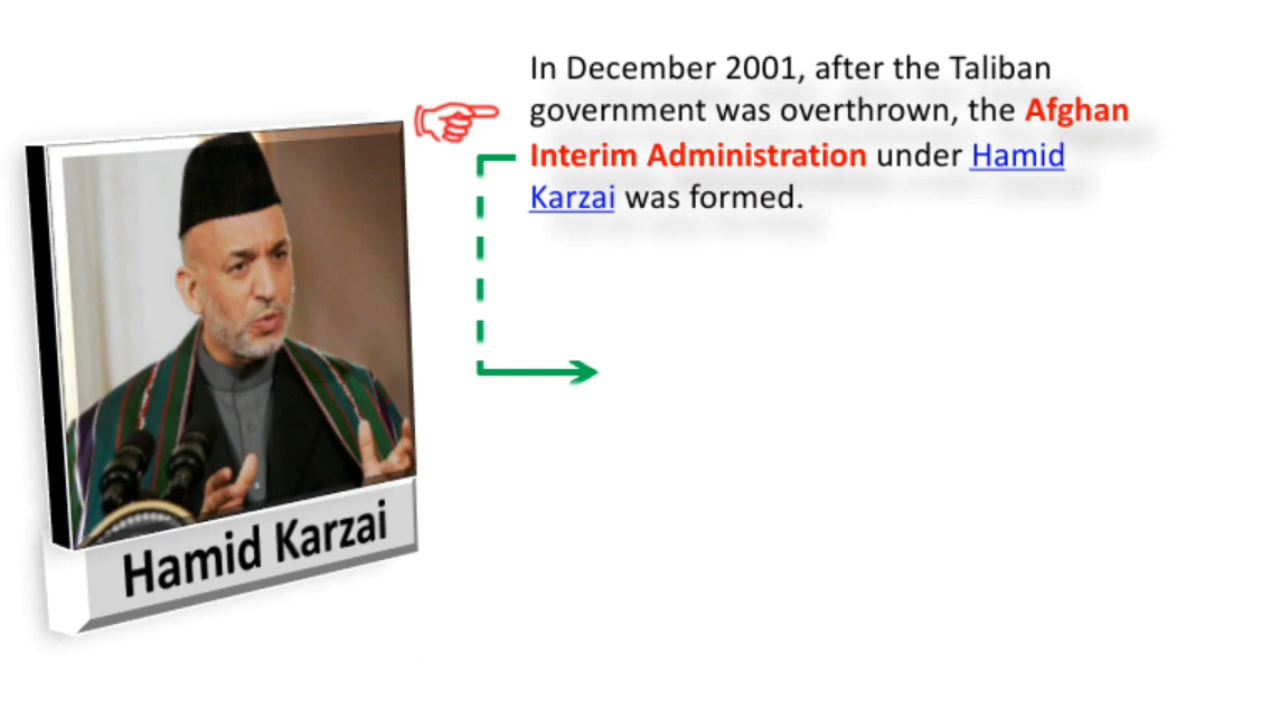 In December 2001, after the Taliban
government was overthrown, the Afghan
Interim Administration under Hamid
Karzai was formed.
Hamid Karzai